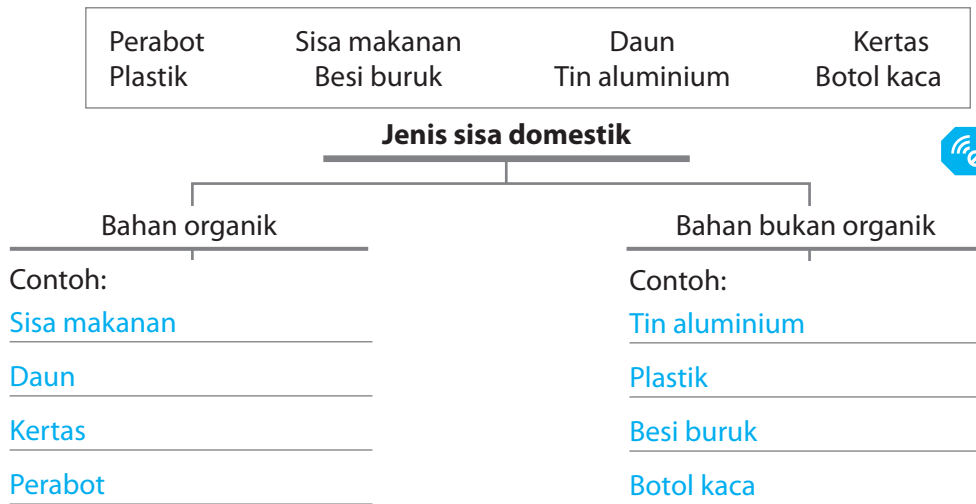 Perabot Sisa makanan Daun Kertas
Plastik Besi buruk Tin aluminium Botol kaca
Jenis sisa domestik
Bahan organik Bahan bukan organik
Contoh: Contoh:
Sisa makanan Tin aluminium
Daun Plastik
Kertas Besi buruk
Perabot Botol kaca